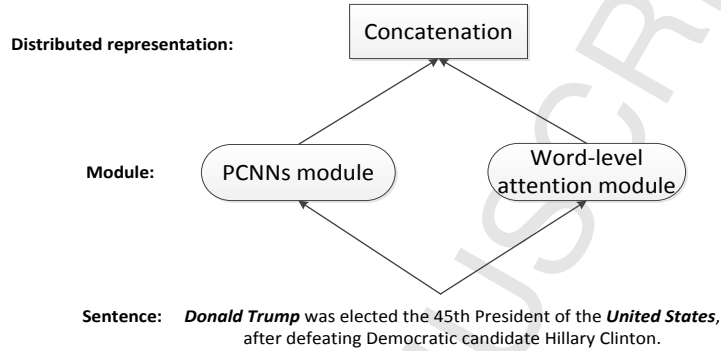 Distributed representation: Concatenation
Module: PCNNs module Word-level attention module
Sentence: Donald Trump was elected the 45th President of the United States,
after defeating Democratic candidate Hillary Clinton.